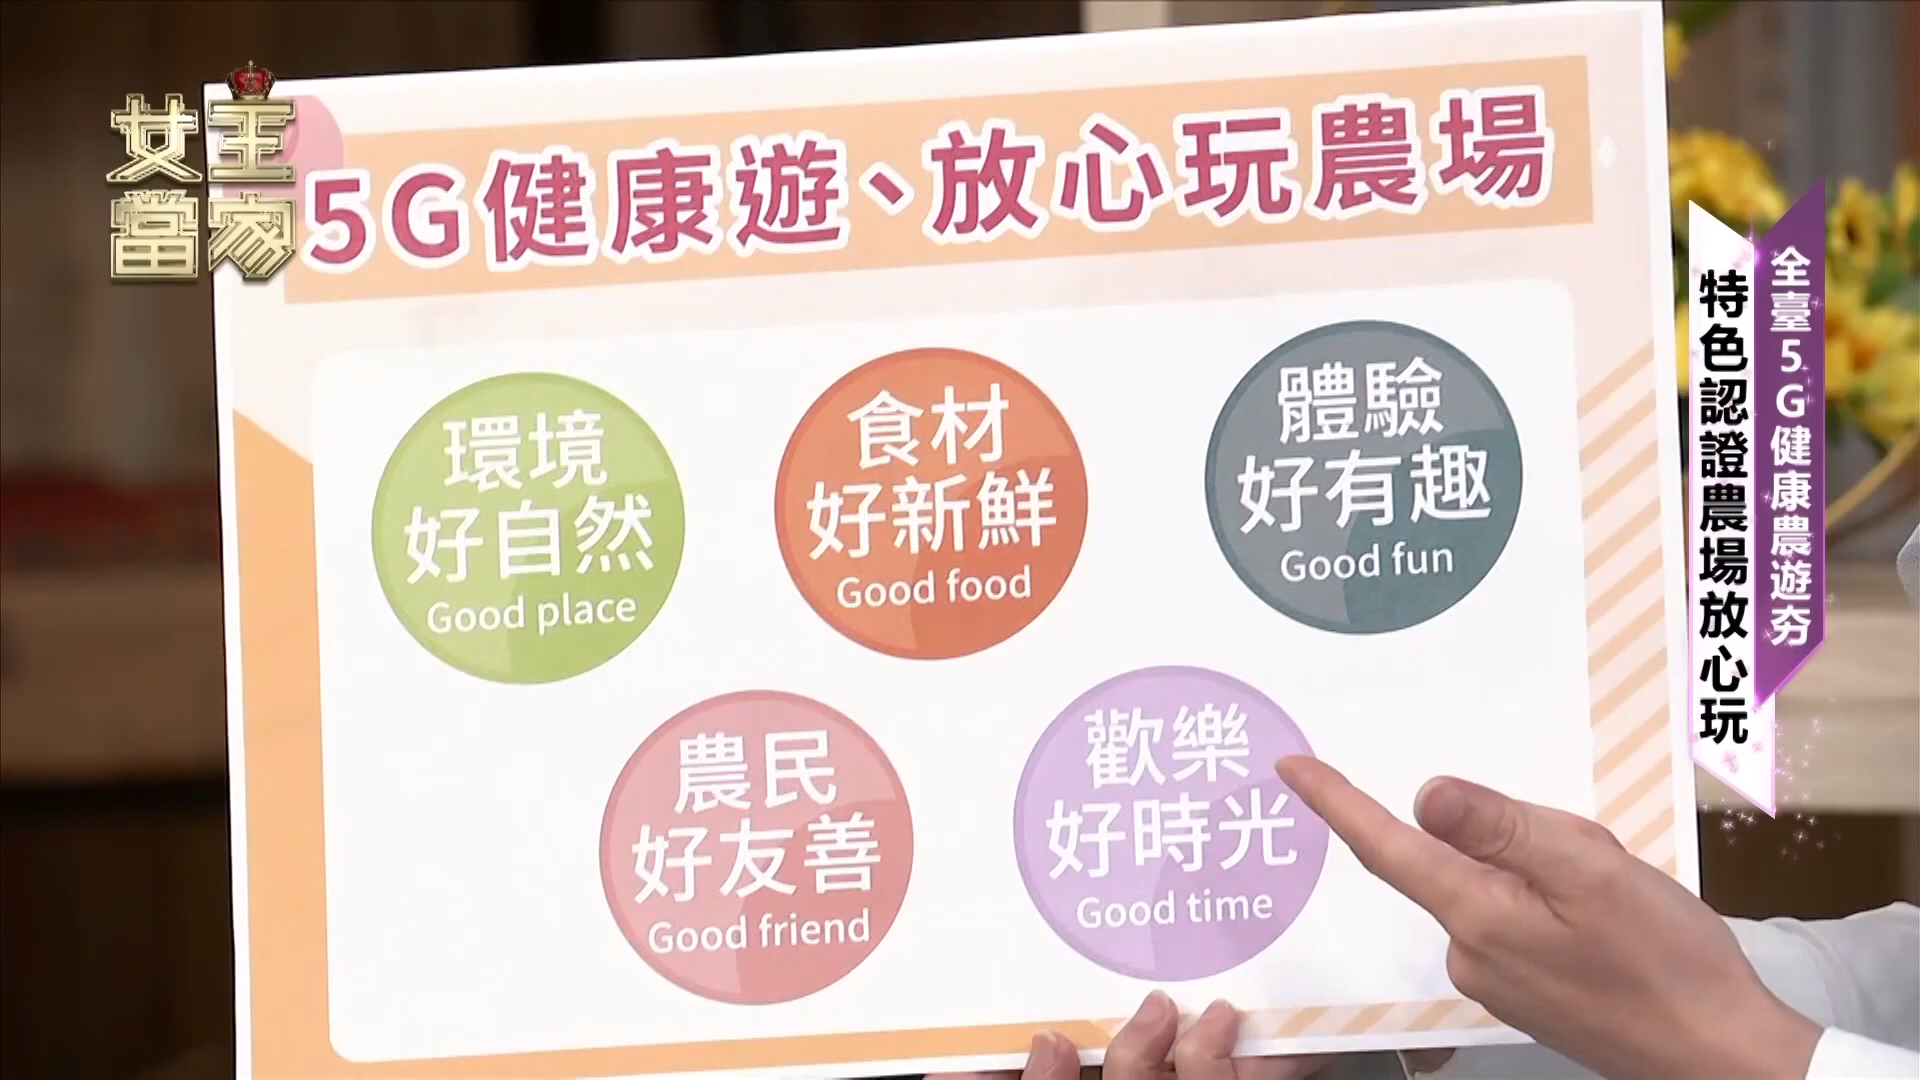 女王
當家
5G健康遊、放心玩農場
環境
好自然
Good place
食材
好新鮮
Good food
體驗
好有趣
Good fun
農民
好友善
Good friend
歡樂
好時光
Good time
全臺5G健康農遊夯
特色認證農場放心玩